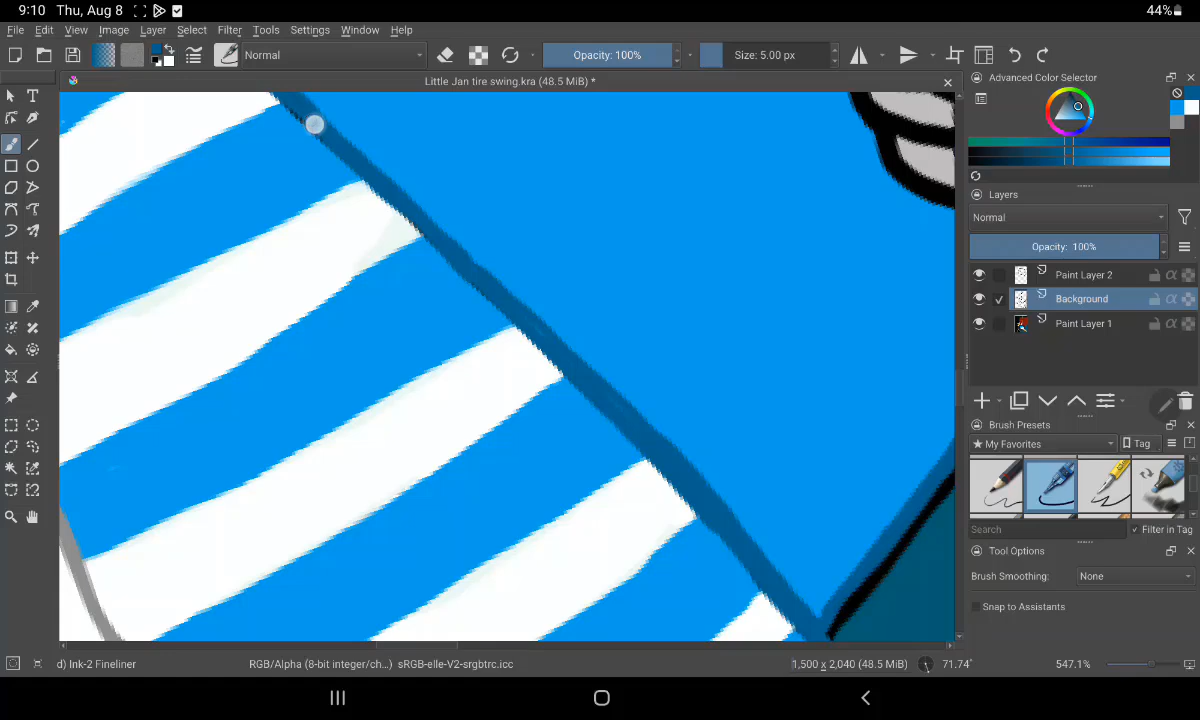 9:10 Thu, Aug 8
44%
File Edit View Image Layer Select Filter Tools Settings Window Help
Normal
Opacity: 100%
Size: 5.00 px
Little Jan tire swing.kra (48.5 MiB) *
Advanced Color Selector
Layers
Normal
Opacity: 100%
Paint Layer 2
Background
Paint Layer 1
Brush Presets
★ My Favorites
Tag
Search
Filter in Tag
Tool Options
Brush Smoothing: None
Snap to Assistants
d) Ink-2 Fineliner
RGB/Alpha (8-bit integer/ch...) sRGB-elle-V2-srgbtrc.icc
1,500 x 2,040 (48.5 MiB)
71.74°
547.1%